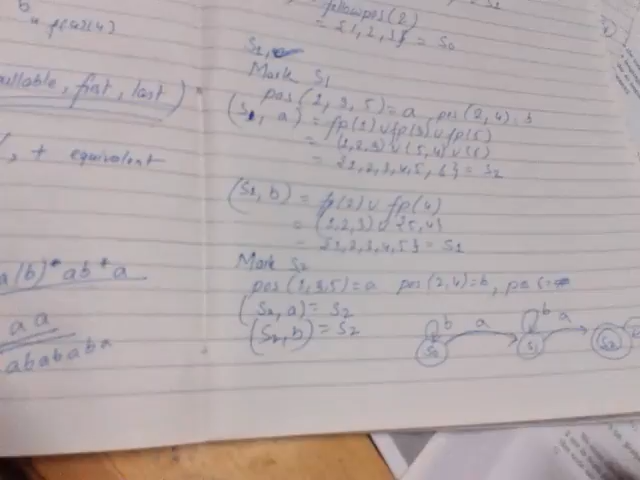 followpos(2)
= {1,2,3} = S0
S1,
Mark S1
pos(1,3,5) = a, pos(2,4) = b
(S1, a) = fp(1) ∪ fp(3) ∪ fp(5)
= {1,2,3} ∪ {5,4} ∪ {6}
= {1,2,3,4,5,6} = S2
(S1, b) = fp(2) ∪ fp(4)
= {1,2,3} ∪ {5,4}
= {1,2,3,4,5} = S1
Mark S2
pos(1,3,5) = a pos(2,4) = b, pos
(S2, a) = S2
(S2, b) = S2
b a b a
S0 S1 S2
nullable, first, last)
, + equivalent
a(b)*ab+a
aa
abababa